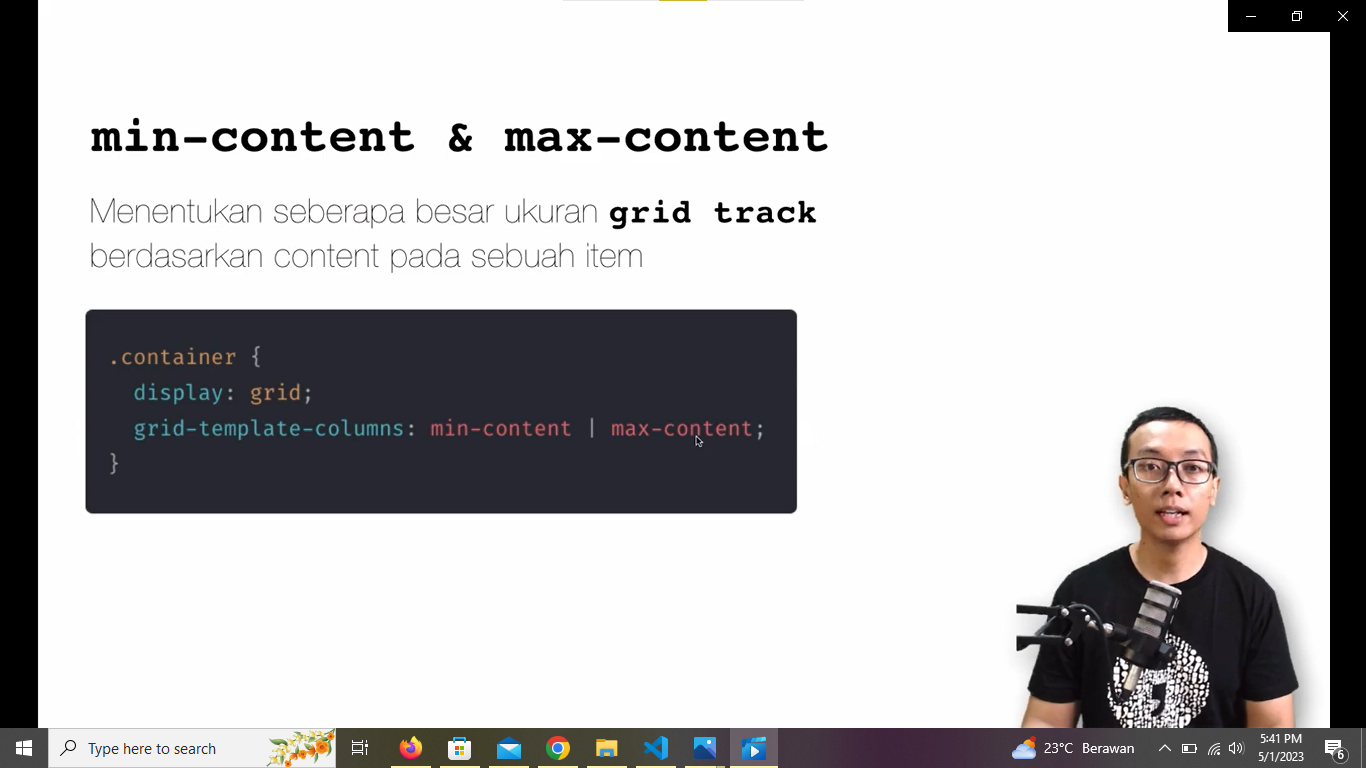 min-content & max-content
Menentukan seberapa besar ukuran grid track
berdasarkan content pada sebuah item
.container {
display: grid;
grid-template-columns: min-content | max-content;
}
Type here to search
23°C Berawan
5:41 PM
5/1/2023
6